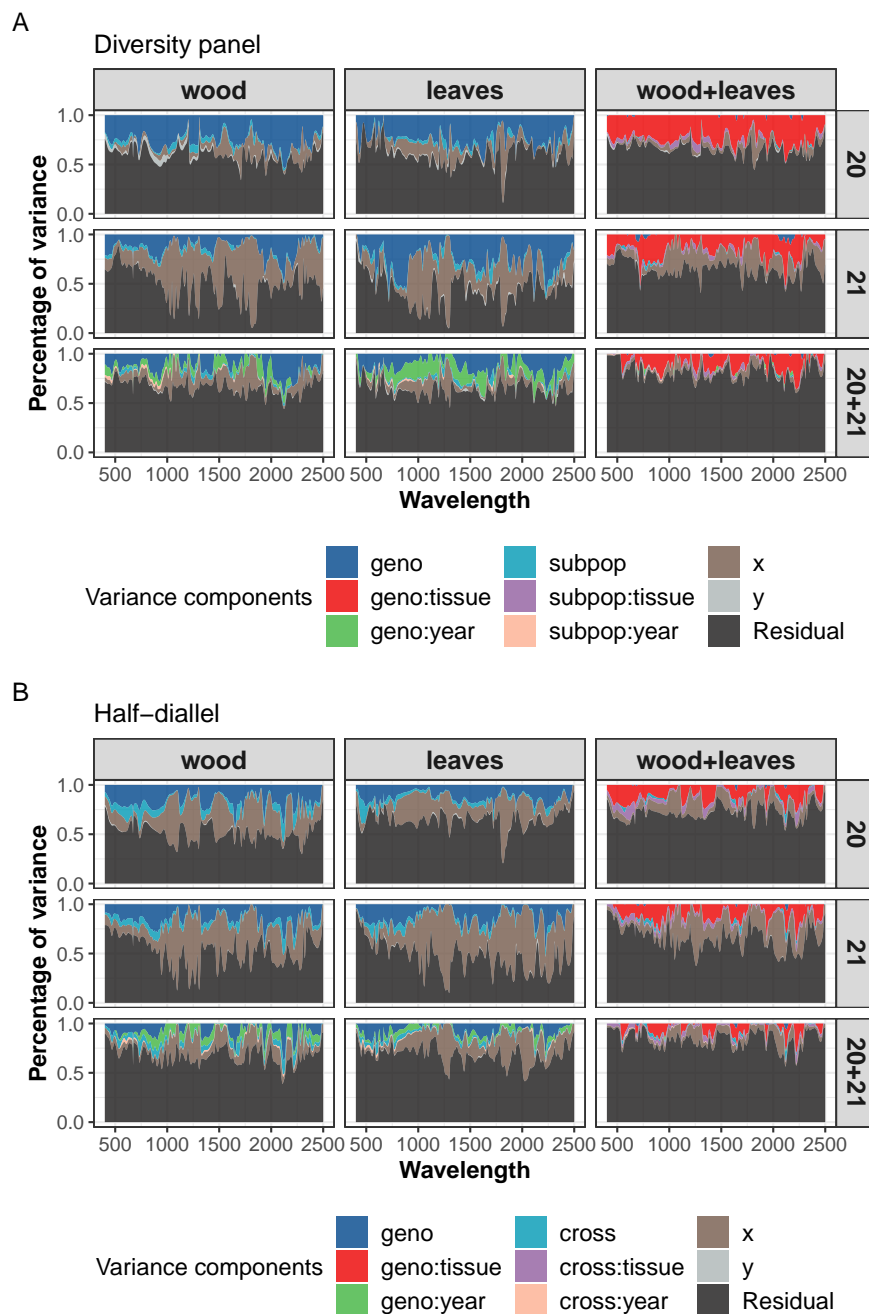 A
Diversity panel
wood leaves wood+leaves
1.0
0.5
0.0
20
1.0
0.5
0.0
21
1.0
0.5
0.0
20+21
Percentage of variance
500 1000 1500 2000 2500 500 1000 1500 2000 2500 500 1000 1500 2000 2500
Wavelength
Variance components
geno subpop x
geno:tissue subpop:tissue y
geno:year subpop:year Residual
B
Half−diallel
wood leaves wood+leaves
1.0
0.5
0.0
20
1.0
0.5
0.0
21
1.0
0.5
0.0
20+21
Percentage of variance
500 1000 1500 2000 2500 500 1000 1500 2000 2500 500 1000 1500 2000 2500
Wavelength
Variance components
geno cross x
geno:tissue cross:tissue y
geno:year cross:year Residual